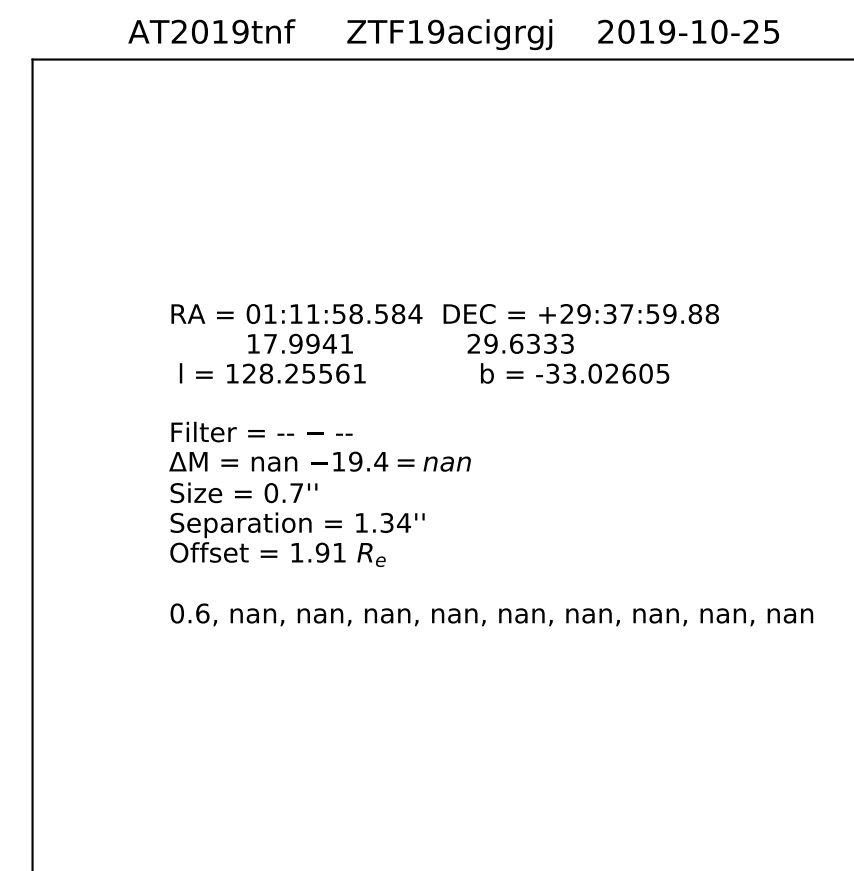 AT2019tnf ZTF19acigrgj 2019-10-25
RA = 01:11:58.584 DEC = +29:37:59.88
17.9941 29.6333
l = 128.25561 b = -33.02605
Filter = -- − --
ΔM = nan −19.4 = nan
Size = 0.7''
Separation = 1.34''
Offset = 1.91 Re
0.6, nan, nan, nan, nan, nan, nan, nan, nan, nan